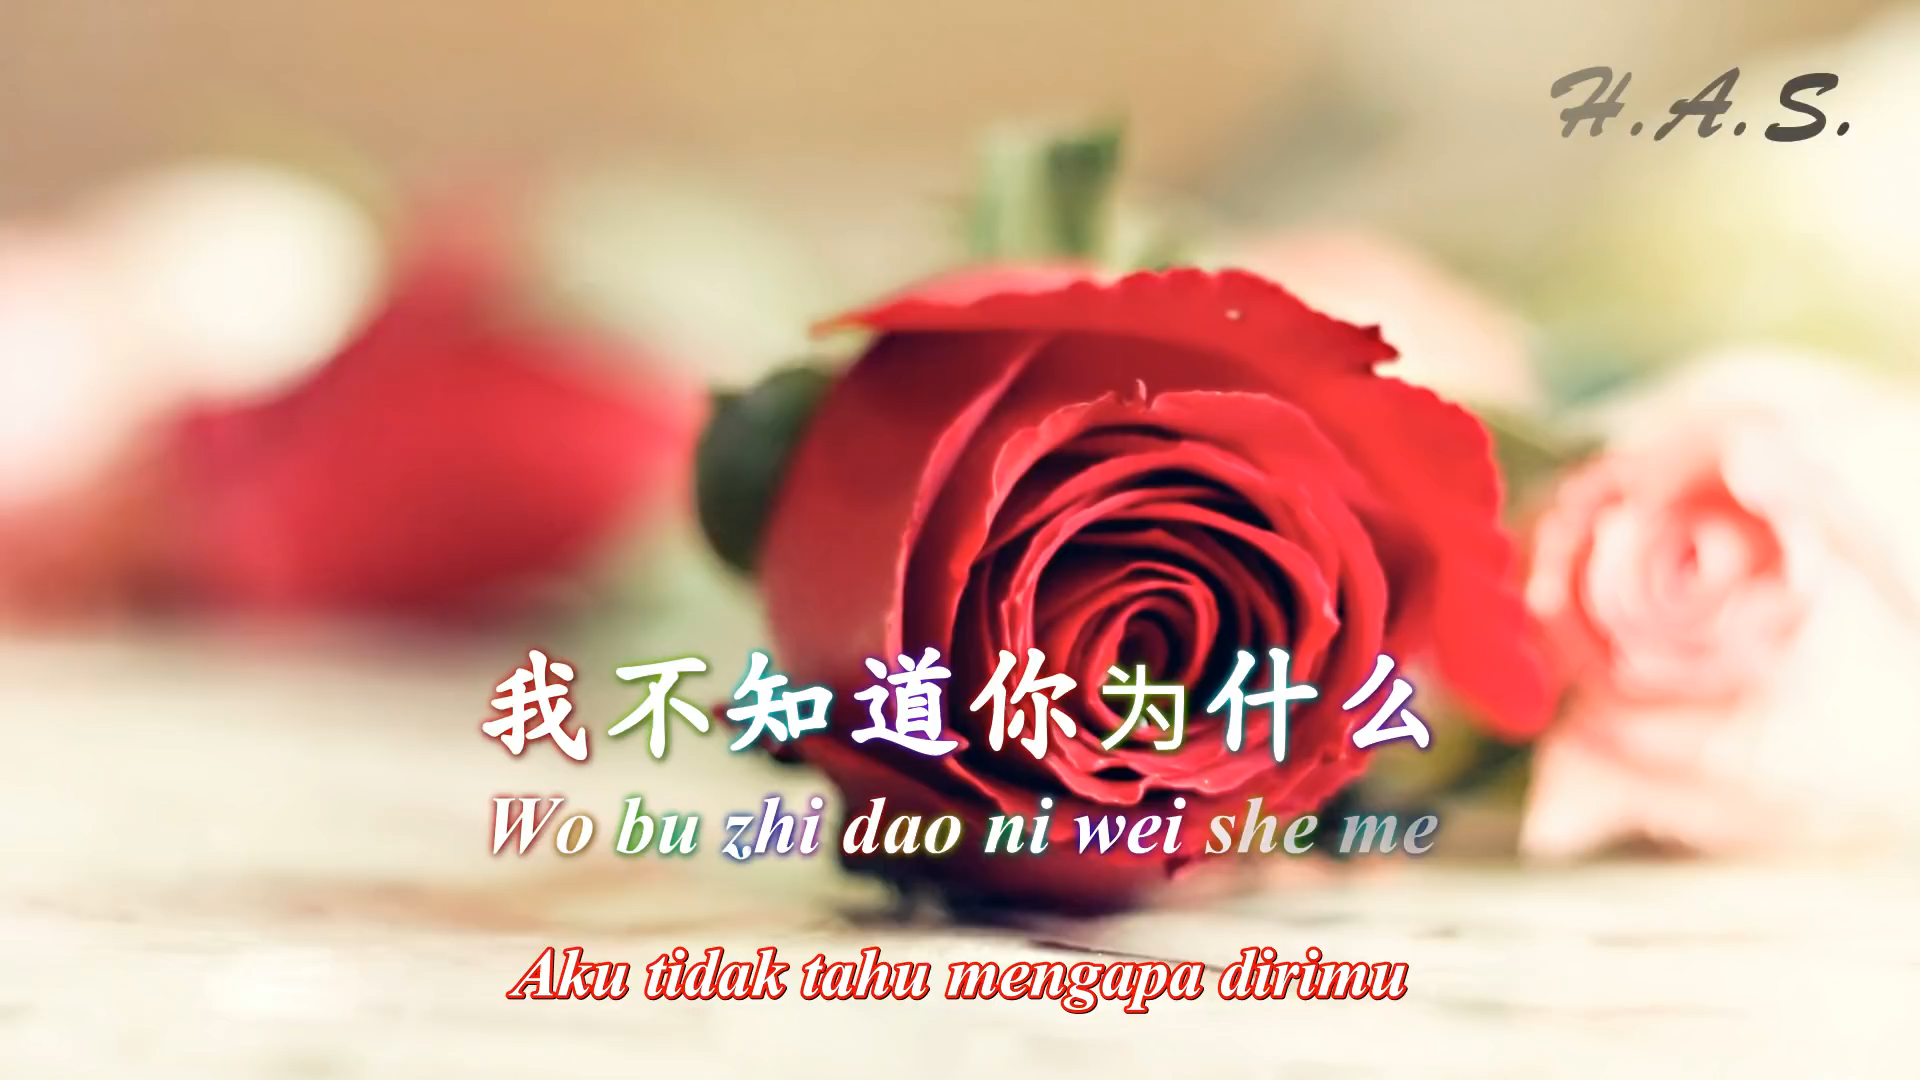 H.A.S.
我不知道你为什么
Wo bu zhi dao ni wei she me
Aku tidak tahu mengapa dirimu